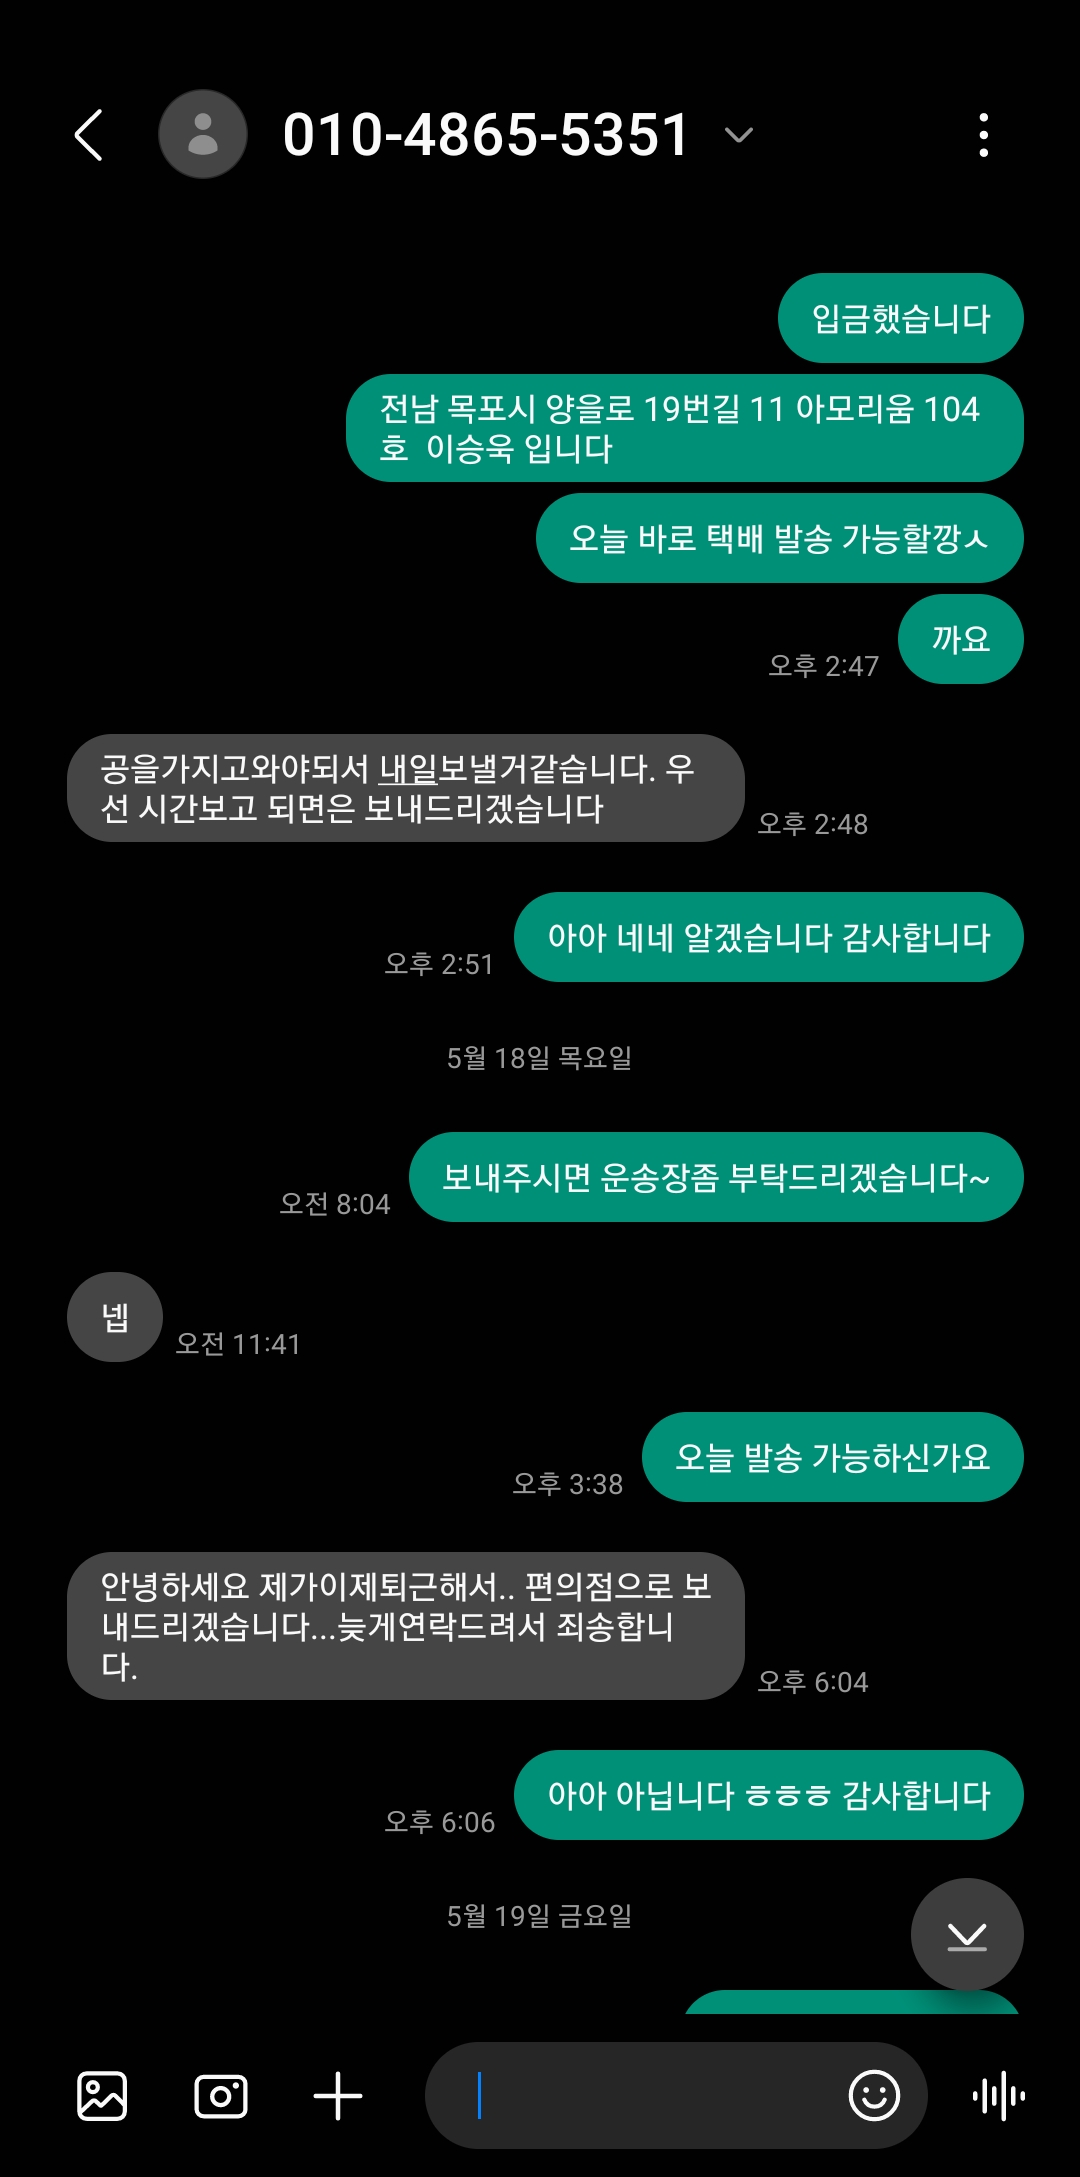 010-4865-5351
입금했습니다
전남 목포시 양을로 19번길 11 아모리움 104
호  이승욱 입니다
오늘 바로 택배 발송 가능할깡ㅅ
까요
오후 2:47
공을가지고와야되서 내일보낼거같습니다. 우
선 시간보고 되면은 보내드리겠습니다
오후 2:48
아아 네네 알겠습니다 감사합니다
오후 2:51
5월 18일 목요일
보내주시면 운송장좀 부탁드리겠습니다~
오전 8:04
넵
오전 11:41
오늘 발송 가능하신가요
오후 3:38
안녕하세요 제가이제퇴근해서.. 편의점으로 보
내드리겠습니다...늦게연락드려서 죄송합니
다.
오후 6:04
아아 아닙니다 ㅎㅎㅎ 감사합니다
오후 6:06
5월 19일 금요일